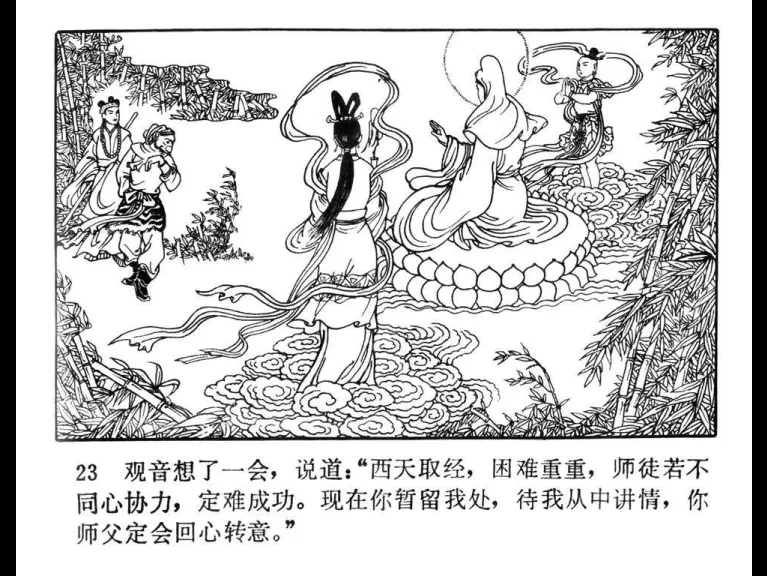 23 观音想了一会，说道：“西天取经，困难重重，师徒若不
同心协力，定难成功。现在你暂留我处，待我从中讲情，你
师父定会回心转意。”